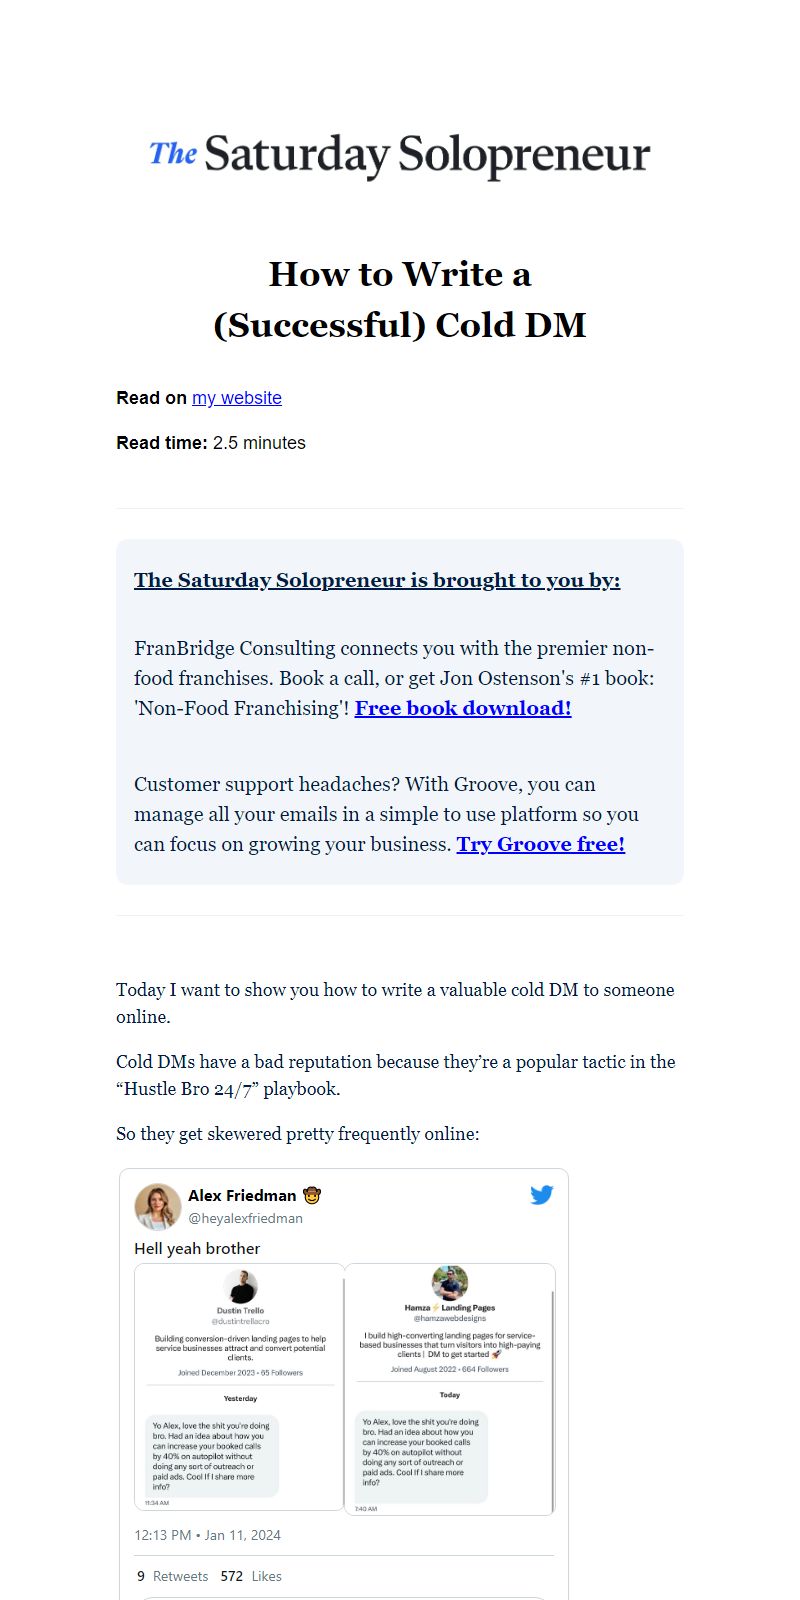 The Saturday Solopreneur
How to Write a
(Successful) Cold DM
Read on my website
Read time: 2.5 minutes
The Saturday Solopreneur is brought to you by:
FranBridge Consulting connects you with the premier non-
food franchises. Book a call, or get Jon Ostenson's #1 book:
'Non-Food Franchising'! Free book download!
Customer support headaches? With Groove, you can
manage all your emails in a simple to use platform so you
can focus on growing your business. Try Groove free!
Today I want to show you how to write a valuable cold DM to someone
online.
Cold DMs have a bad reputation because they’re a popular tactic in the
“Hustle Bro 24/7” playbook.
So they get skewered pretty frequently online:
Alex Friedman 🤠
@heyalexfriedman
Hell yeah brother
Dustin Trello
@dustintrellacro
Building conversion-driven landing pages to help
service businesses attract and convert potential
clients.
Joined December 2023 • 65 Followers
Yesterday
Yo Alex, love the shit you're doing
bro. Had an idea about how you
can increase your booked calls
by 40% on autopilot without
doing any sort of outreach or
paid ads. Cool If I share more
info?
11:34 AM
Hamza ⚡ Landing Pages
@hamzawebdesigns
I build high-converting landing pages for service-
based businesses that turn visitors into high-paying
clients | DM to get started 🚀
Joined August 2022 • 664 Followers
Today
Yo Alex, love the shit you're doing
bro. Had an idea about how you
can increase your booked calls
by 40% on autopilot without
doing any sort of outreach or
paid ads. Cool If I share more
info?
7:40 AM
12:13 PM • Jan 11, 2024
9 Retweets 572 Likes